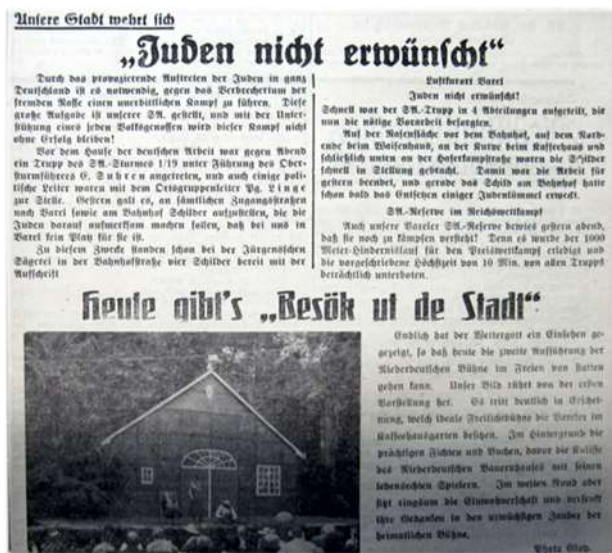 Unsere Stadt wehrt sich
„Juden nicht erwünscht“
Durch das provozierende Auftreten der Juden in ganz
Deutschland ist es notwendig, gegen das Verbrechertum der
fremden Rasse einen unerbittlichen Kampf zu führen. Diese
große Aufgabe ist unserer SA. gestellt, und mit der Unter-
stützung eines jeden Volksgenossen wird dieser Kampf nicht
ohne Erfolg bleiben!
Vor dem Hause der deutschen Arbeit war gegen Abend
ein Trupp des SA.-Sturmes 1/19 unter Führung des Ober-
sturmführers E. Suhren angetreten, und auch einige poli-
tische Leiter waren mit dem Ortsgruppenleiter Pg. Linge
zur Stelle. Gestern galt es, an sämtlichen Zugangsstraßen
nach Varel sowie am Bahnhof Schilder aufzustellen, die die
Juden darauf aufmerksam machen sollen, daß bei uns in
Varel kein Platz für sie ist.
Zu diesem Zwecke standen schon bei der Jürgensschen
Sägerei in der Bahnhofstraße vier Schilder bereit mit der
Aufschrift
Luftkurort Varel
Juden nicht erwünscht!
Schnell war der SA.-Trupp in 4 Abteilungen aufgeteilt, die
nun die nötige Vorarbeit besorgten.
Auf der Rasenfläche vor dem Bahnhof, auf dem Nord-
ende beim Waisenhaus, an der Kurve beim Kaffeehaus und
schließlich unten an der Haferkampstraße waren die Schilder
schnell in Stellung gebracht. Damit war die Arbeit für
gestern beendet, und gerade das Schild am Bahnhof hatte
schon bald das Entsetzen einiger Judenlümmel erweckt.
SA.-Reserve im Reichswettkampf
Auch unsere Vareler SA.-Reserve bewies gestern abend,
daß sie noch zu kämpfen versteht! Denn es wurde der 1000
Meter-Hindernislauf für den Preiswettkampf erledigt und
die vorgeschriebene Höchstzeit von 10 Min. von allen Trupps
beträchtlich unterboten.
Heute gibt's „Besök ut de Stadt“
Endlich hat der Wettergott ein Einsehen ge-
gezeigt, so daß heute die zweite Aufführung der
Niederdeutschen Bühne im Freien von statten
gehen kann. Unser Bild rührt von der ersten
Vorstellung her. Es tritt deutlich in Erschei-
nung, welch ideale Freilichtbühne die Vareler im
Kaffeehausgarten besitzen. Im Hintergrund die
prächtigen Fichten und Buchen, davor die Kulisse
des Niederdeutschen Bauernhauses mit seinen
lebensechten Spielern. Im weiten Rund aber
sitzt ringsum die Einwohnerschaft und versenkt
ihre Gedanken in den urwüchsigen Zauber der
heimatlichen Bühne.
Photo